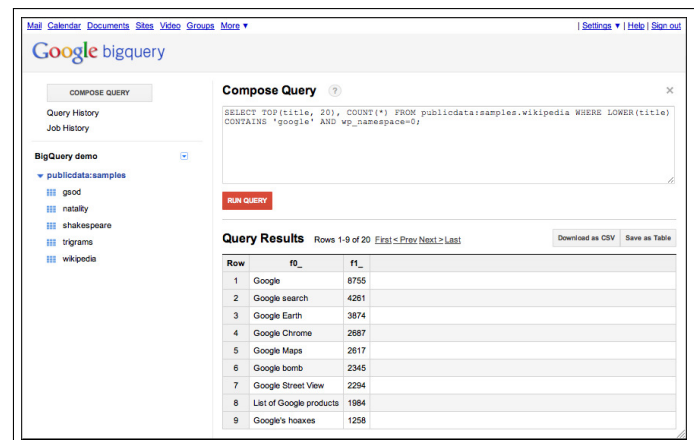 Mail Calendar Documents Sites Video Groups More ▼ | Settings ▼ | Help | Sign out
Google bigquery
COMPOSE QUERY
Query History
Job History
BigQuery demo
publicdata:samples
gsod
natality
shakespeare
trigrams
wikipedia
Compose Query ? ×
SELECT TOP(title, 20), COUNT(*) FROM publicdata:samples.wikipedia WHERE LOWER(title)
CONTAINS 'google' AND wp_namespace=0;
RUN QUERY
Query Results Rows 1-9 of 20 First < Prev Next > Last Download as CSV Save as Table
Row f0_ f1_
1 Google 8755
2 Google search 4261
3 Google Earth 3874
4 Google Chrome 2687
5 Google Maps 2617
6 Google bomb 2345
7 Google Street View 2294
8 List of Google products 1984
9 Google's hoaxes 1258